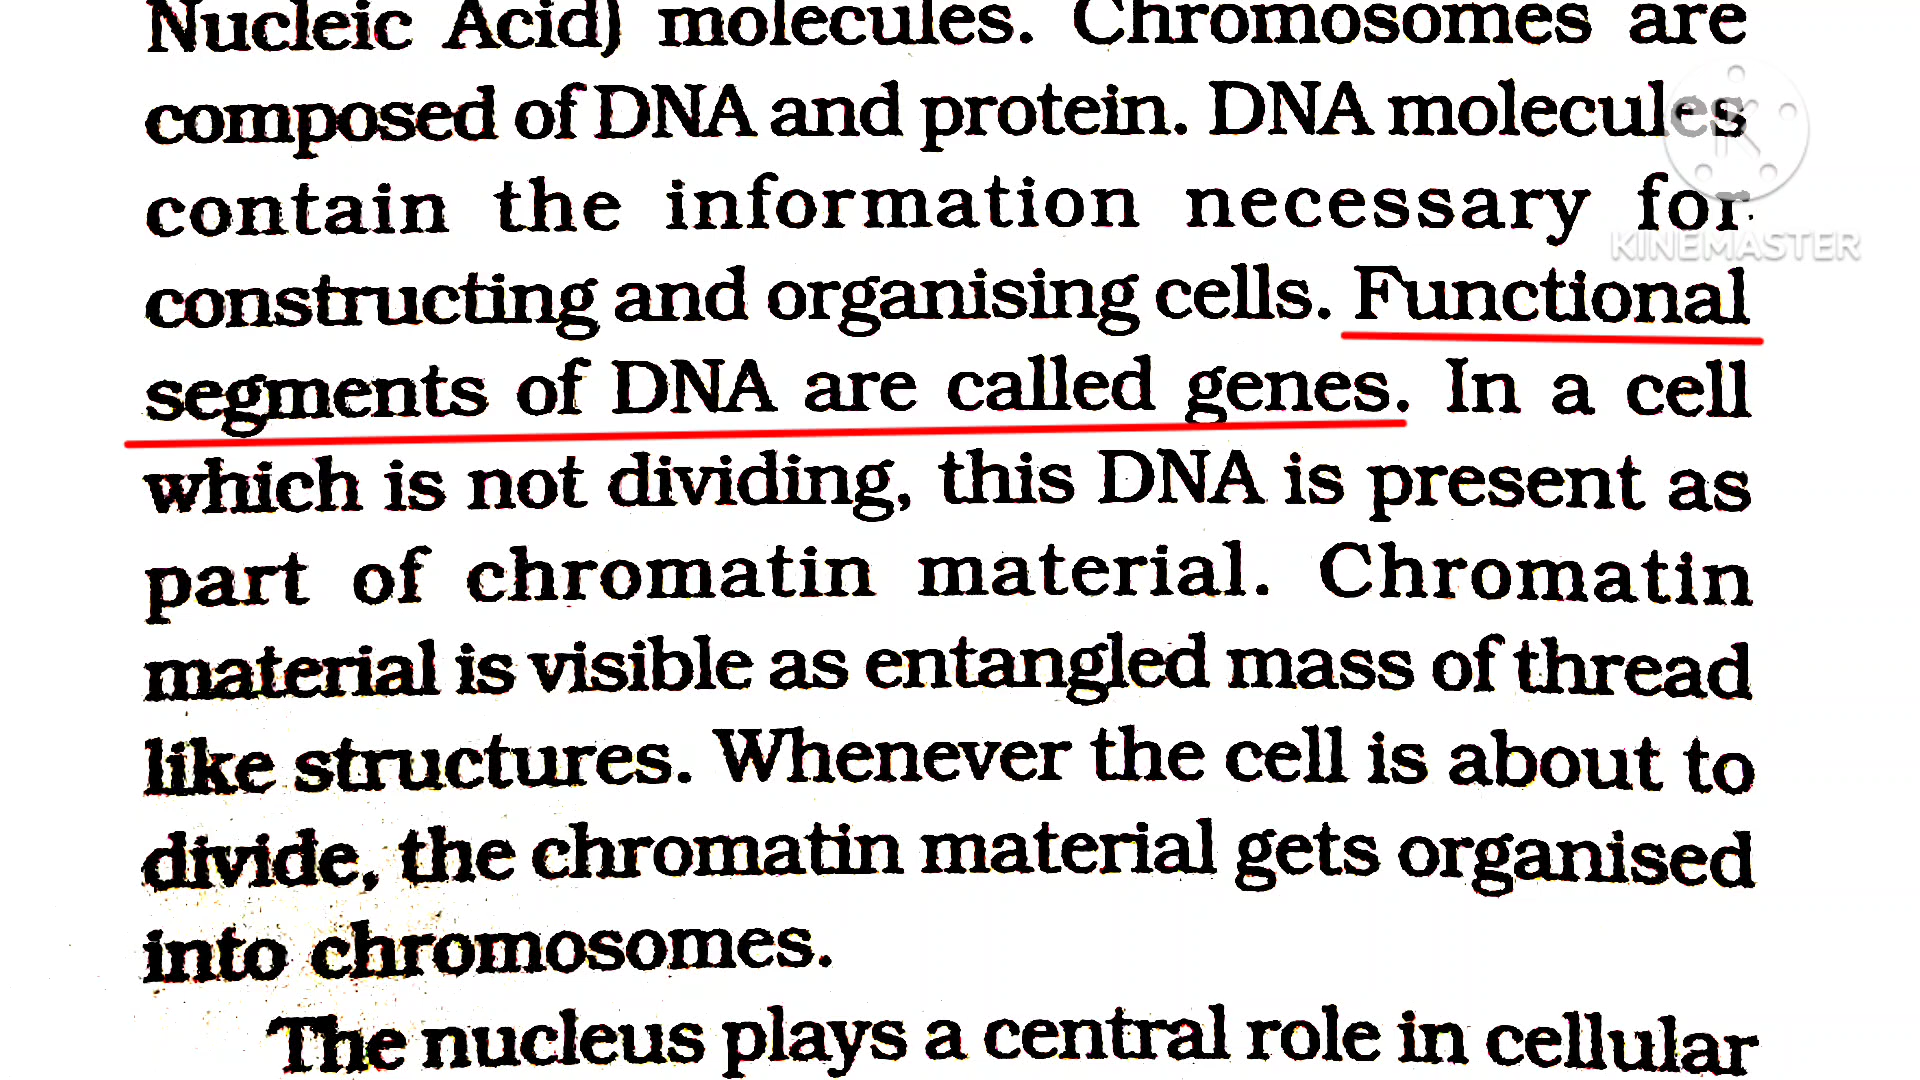 Nucleic Acid) molecules. Chromosomes are
composed of DNA and protein. DNA molecules
contain the information necessary for
KINEMASTER
constructing and organising cells. Functional
segments of DNA are called genes. In a cell
which is not dividing, this DNA is present as
part of chromatin material. Chromatin
material is visible as entangled mass of thread
like structures. Whenever the cell is about to
divide, the chromatin material gets organised
into chromosomes.
The nucleus plays a central role in cellular